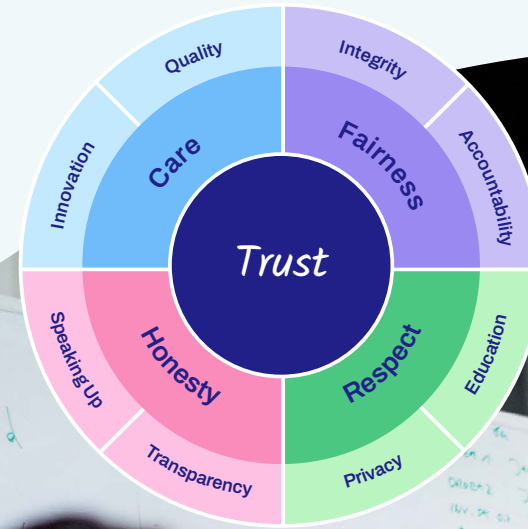 Quality
Integrity
Innovation
Care
Fairness
Accountability
Trust
Speaking Up
Honesty
Respect
Education
Transparency
Privacy